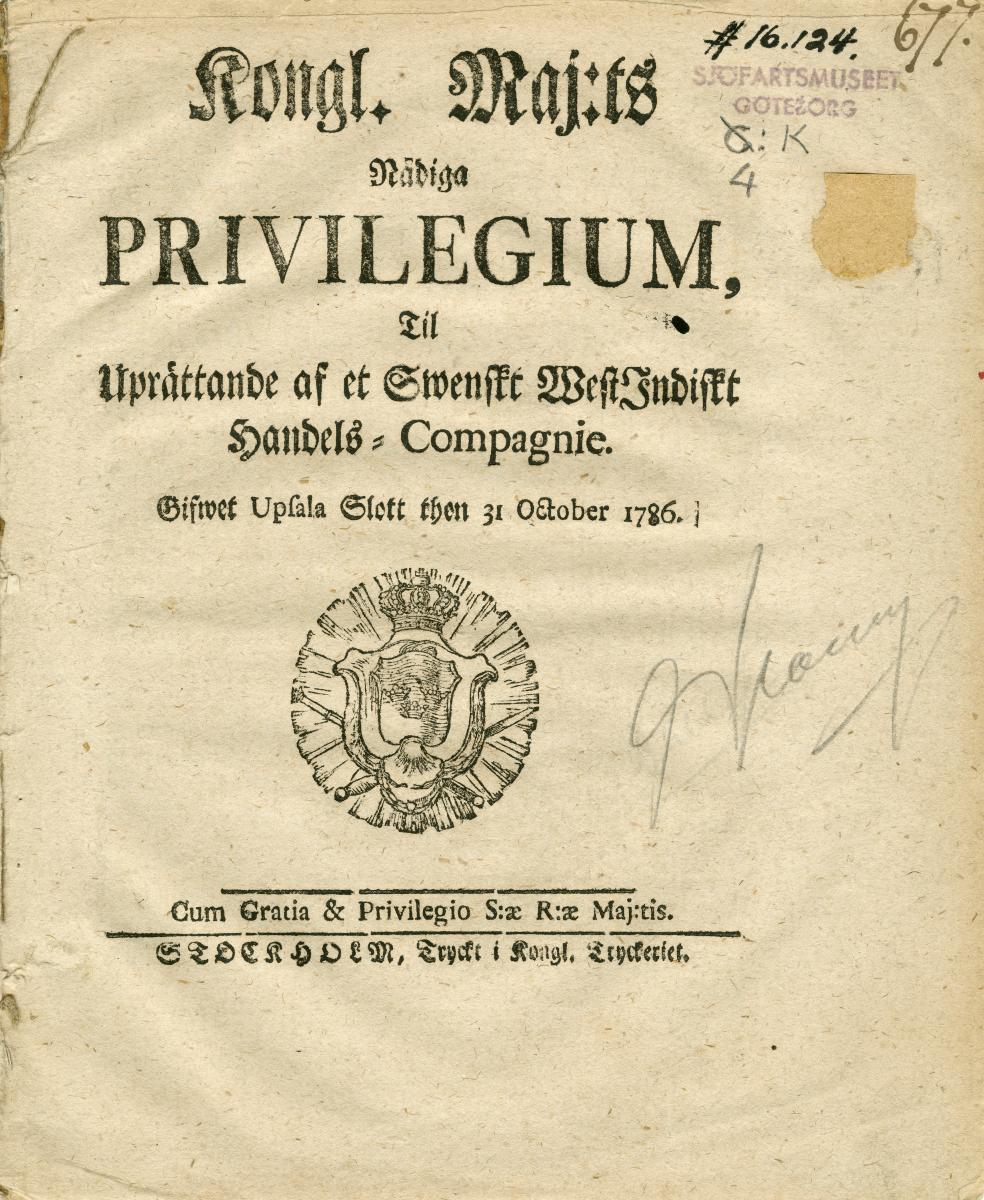 # 16.124.
677.
SJÖFARTSMUSEET
GÖTEBORG
G: K
4
Kongl. Maj:ts
Nådiga
PRIVILEGIUM,
Til
Uprättande af et Swenskt WestIndiskt
Handels-Compagnie.
Gifwet Upsala Slott then 31 October 1786.
Cum Gratia & Privilegio S:æ R:æ Maj:tis.
STOCKHOLM, Tryckt i Kongl. Tryckeriet.